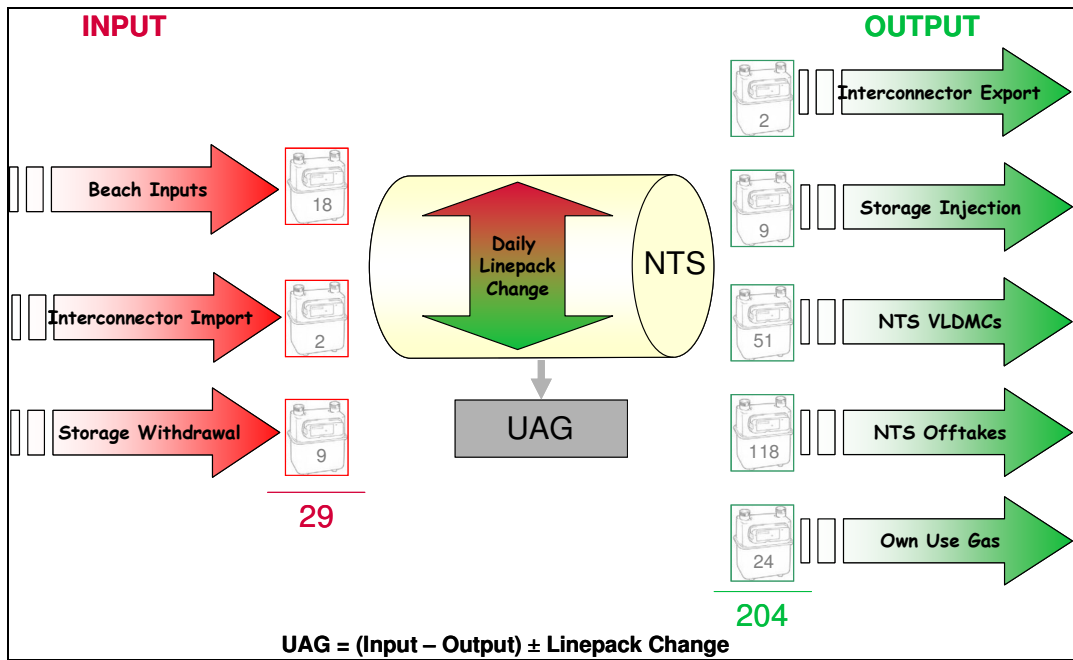 INPUT
OUTPUT
Beach Inputs
18
Interconnector Import
2
Storage Withdrawal
9
29
Daily
Linepack
Change
NTS
UAG
2
Interconnector Export
9
Storage Injection
51
NTS VLDMCs
118
NTS Offtakes
24
Own Use Gas
204
UAG = (Input – Output) ± Linepack Change